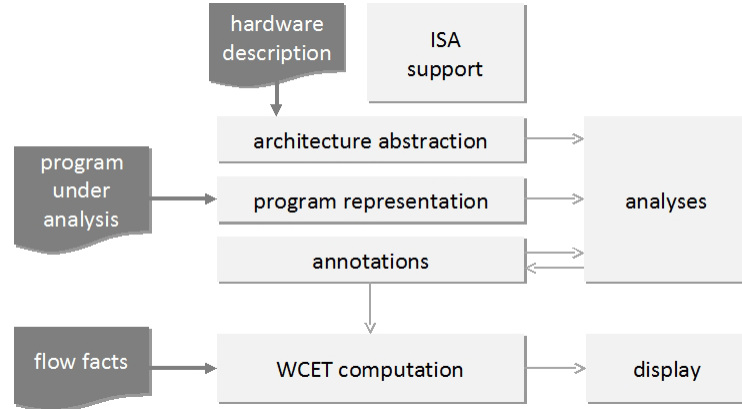 hardware
description
ISA
support
architecture abstraction
program
under
analysis
program representation
analyses
annotations
flow facts
WCET computation
display